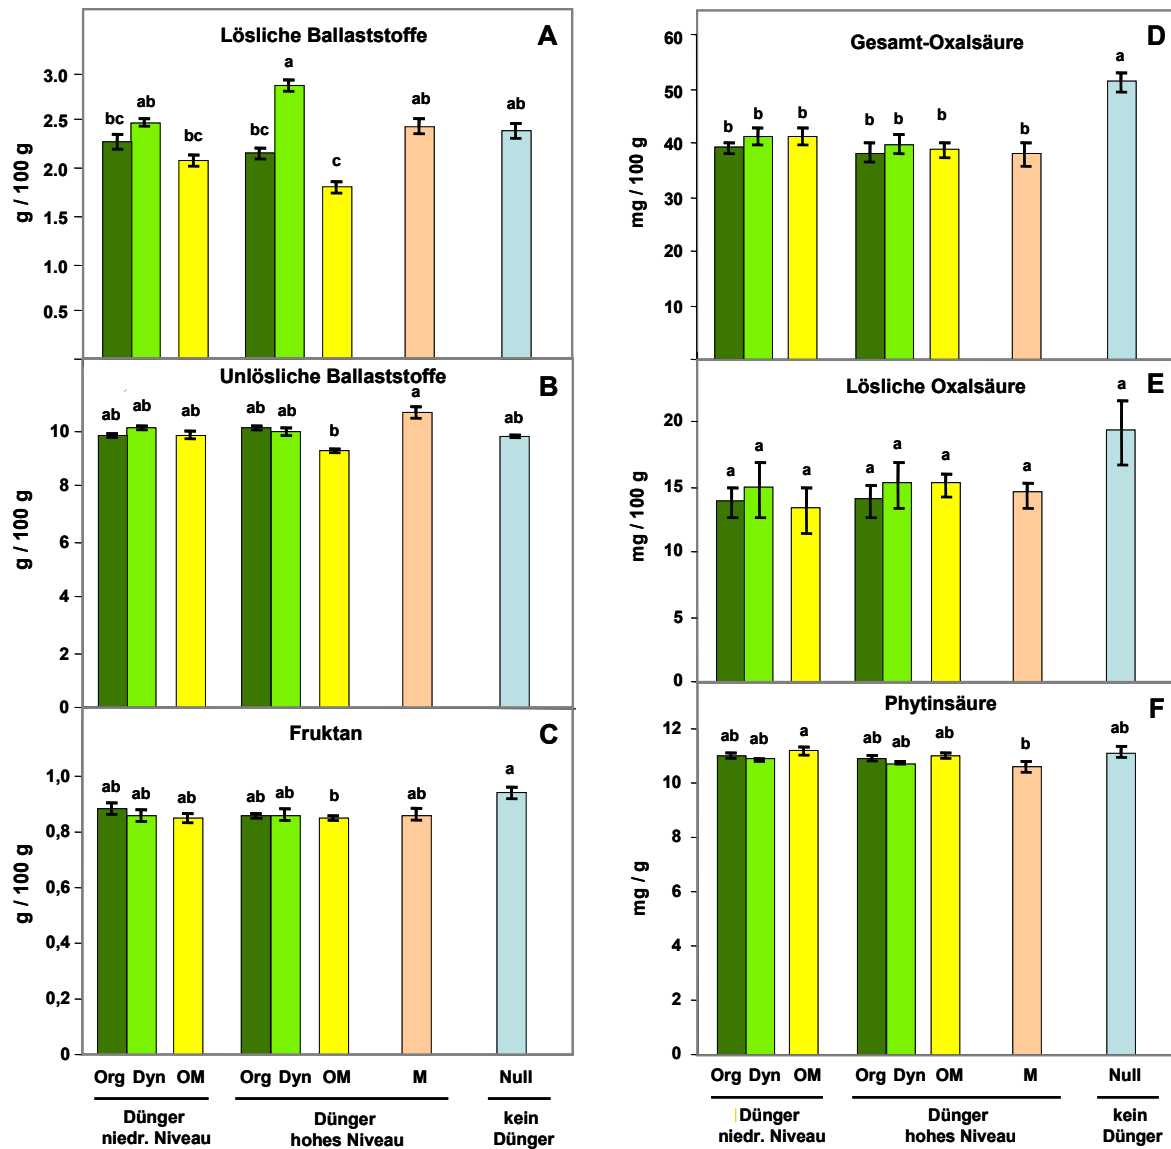 Lösliche Ballaststoffe
A
g / 100 g
3.0
2.5
2.0
1.5
1.0
0.5
bc
ab
bc
bc
a
c
ab
ab
Unlösliche Ballaststoffe
B
g / 100 g
10
8
6
4
2
0
ab
ab
ab
ab
ab
b
a
ab
Fruktan
C
g / 100 g
1,0
0,8
0,6
0,4
0,2
0
ab
ab
ab
ab
ab
b
ab
a
Org Dyn OM
Org Dyn OM
M
Null
Dünger
niedr. Niveau
Dünger
hohes Niveau
kein
Dünger
Gesamt-Oxalsäure
D
mg / 100 g
60
50
40
30
20
10
b
b
b
b
b
b
b
a
Lösliche Oxalsäure
E
mg / 100 g
20
15
10
5
0
a
a
a
a
a
a
a
a
Phytinsäure
F
mg / g
12
10
8
6
4
2
0
ab
ab
a
ab
ab
ab
b
ab
Org Dyn OM
Org Dyn OM
M
Null
Dünger
niedr. Niveau
Dünger
hohes Niveau
kein
Dünger